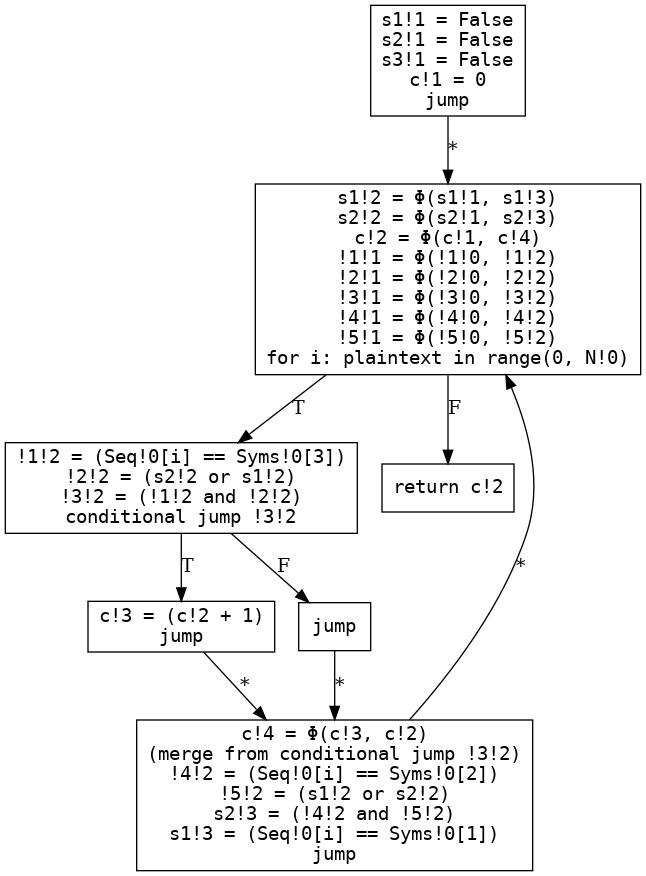 s1!1 = False
s2!1 = False
s3!1 = False
c!1 = 0
jump
*
s1!2 = Φ(s1!1, s1!3)
s2!2 = Φ(s2!1, s2!3)
c!2 = Φ(c!1, c!4)
!1!1 = Φ(!1!0, !1!2)
!2!1 = Φ(!2!0, !2!2)
!3!1 = Φ(!3!0, !3!2)
!4!1 = Φ(!4!0, !4!2)
!5!1 = Φ(!5!0, !5!2)
for i: plaintext in range(0, N!0)
T
F
!1!2 = (Seq!0[i] == Syms!0[3])
!2!2 = (s2!2 or s1!2)
!3!2 = (!1!2 and !2!2)
conditional jump !3!2
return c!2
T
F
*
c!3 = (c!2 + 1)
jump
jump
*
*
c!4 = Φ(c!3, c!2)
(merge from conditional jump !3!2)
!4!2 = (Seq!0[i] == Syms!0[2])
!5!2 = (s1!2 or s2!2)
s2!3 = (!4!2 and !5!2)
s1!3 = (Seq!0[i] == Syms!0[1])
jump